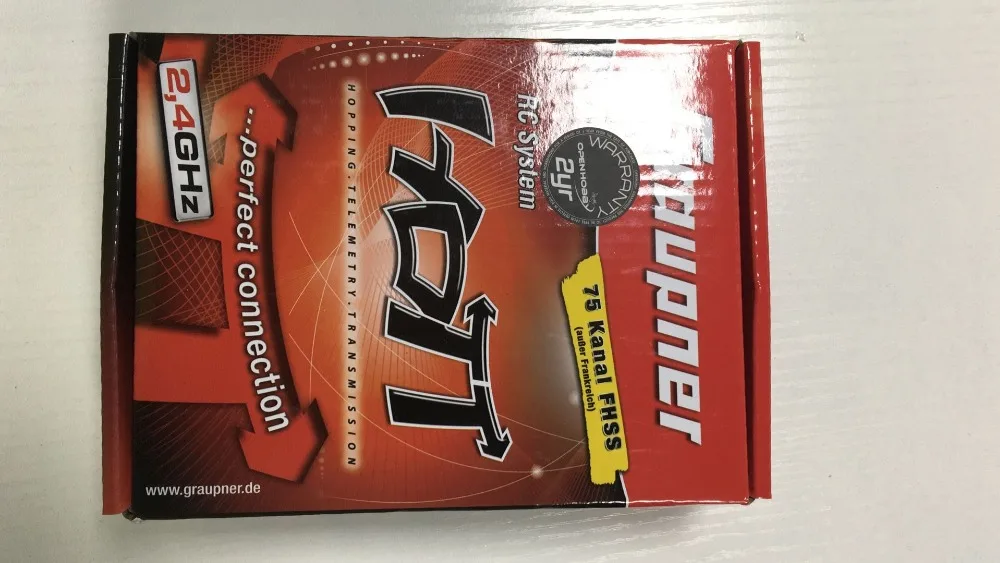 Graupner
75 Kanal FHSS
(außer Frankreich)
WARRANTY
OPENHOBBY
2yr
RC System
HOTT
HOPPING.TELEMETRY.TRANSMISSION
...perfect connection
2,4GHz
www.graupner.de